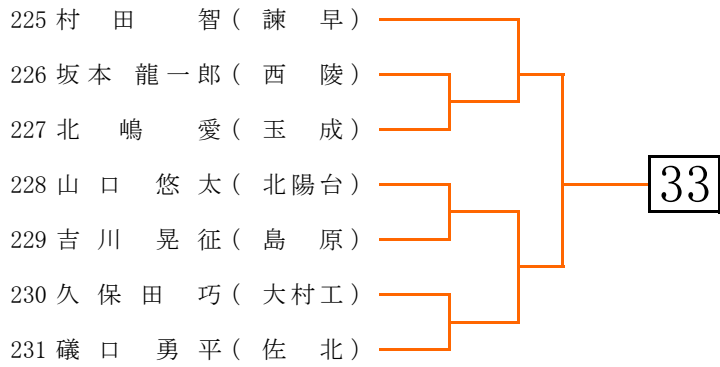 225 村田 智(諫早)
226 坂本 龍一郎(西陵)
227 北嶋 愛(玉成)
228 山口 悠太(北陽台)
229 吉川 晃征(島原)
230 久保田 巧(大村工)
231 礒口 勇平(佐北)
33